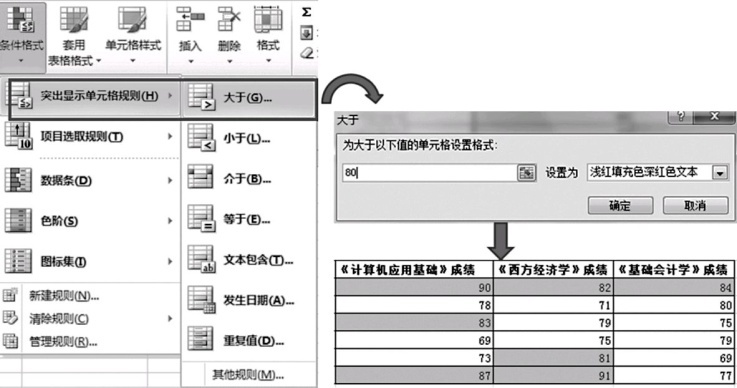 Σ
条件格式 套用 单元格样式 插入 删除 格式
表格格式
突出显示单元格规则(H)
项目选取规则(T)
数据条(D)
色阶(S)
图标集(I)
新建规则(N)...
清除规则(C)
管理规则(R)...
大于(G)...
小于(L)...
介于(B)...
等于(E)...
文本包含(T)...
发生日期(A)...
重复值(D)...
其他规则(M)...
大于
为大于以下值的单元格设置格式:
80 设置为 浅红填充色深红色文本
确定 取消
《计算机应用基础》成绩 《西方经济学》成绩 《基础会计学》成绩
90 82 84
78 71 80
83 79 75
69 75 79
73 81 69
87 91 77